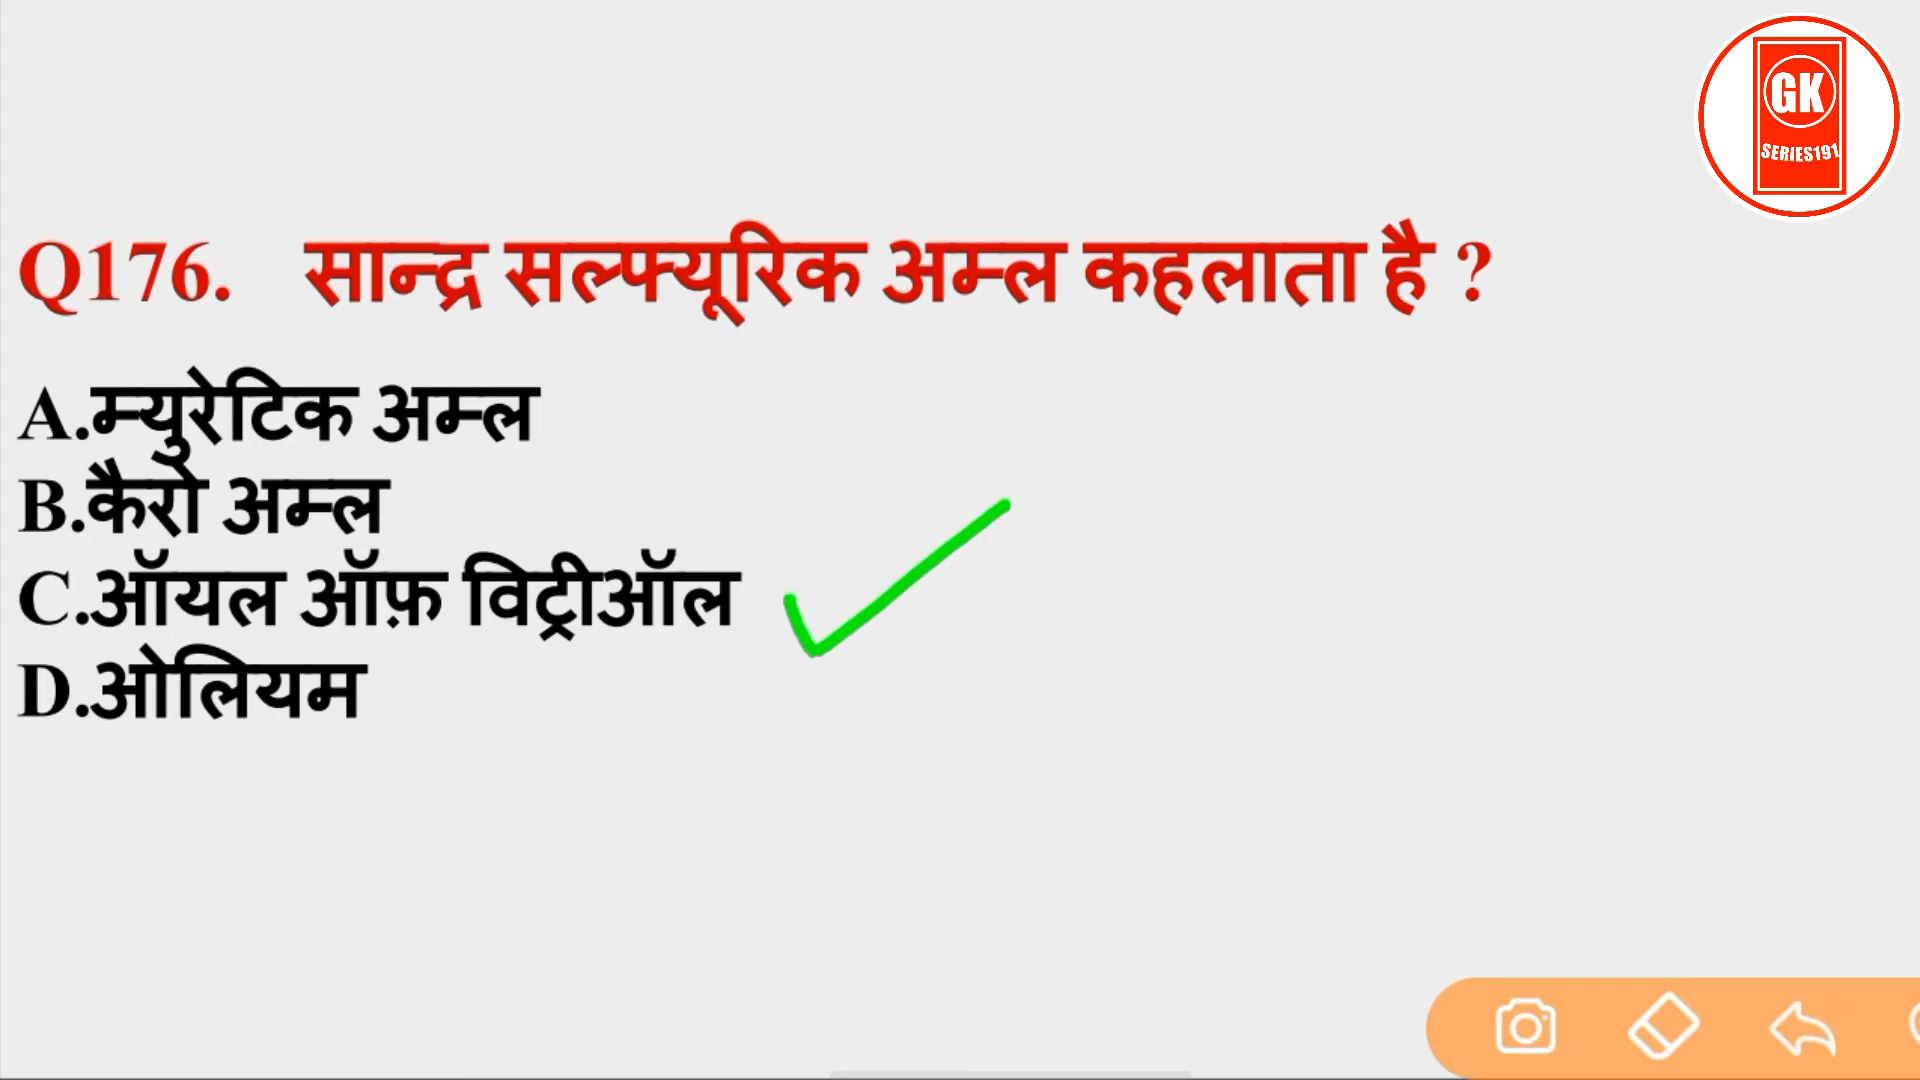 GK
SERIES191
Q176. सान्द्र सल्फ्यूरिक अम्ल कहलाता है ?
A.म्युरेटिक अम्ल
B.कैरो अम्ल
C.ऑयल ऑफ़ विट्रीऑल
D.ओलियम